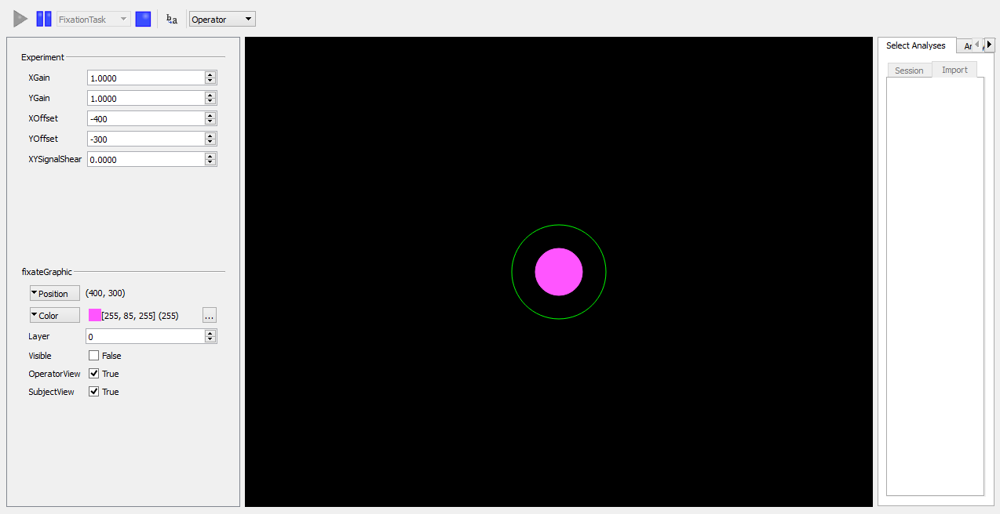 FixationTask
b a
Operator
Experiment
XGain 1.0000
YGain 1.0000
XOffset -400
YOffset -300
XYSignalShear 0.0000
fixateGraphic
Position (400, 300)
Color [255, 85, 255] (255) ...
Layer 0
Visible False
OperatorView True
SubjectView True
Select Analyses
Session Import